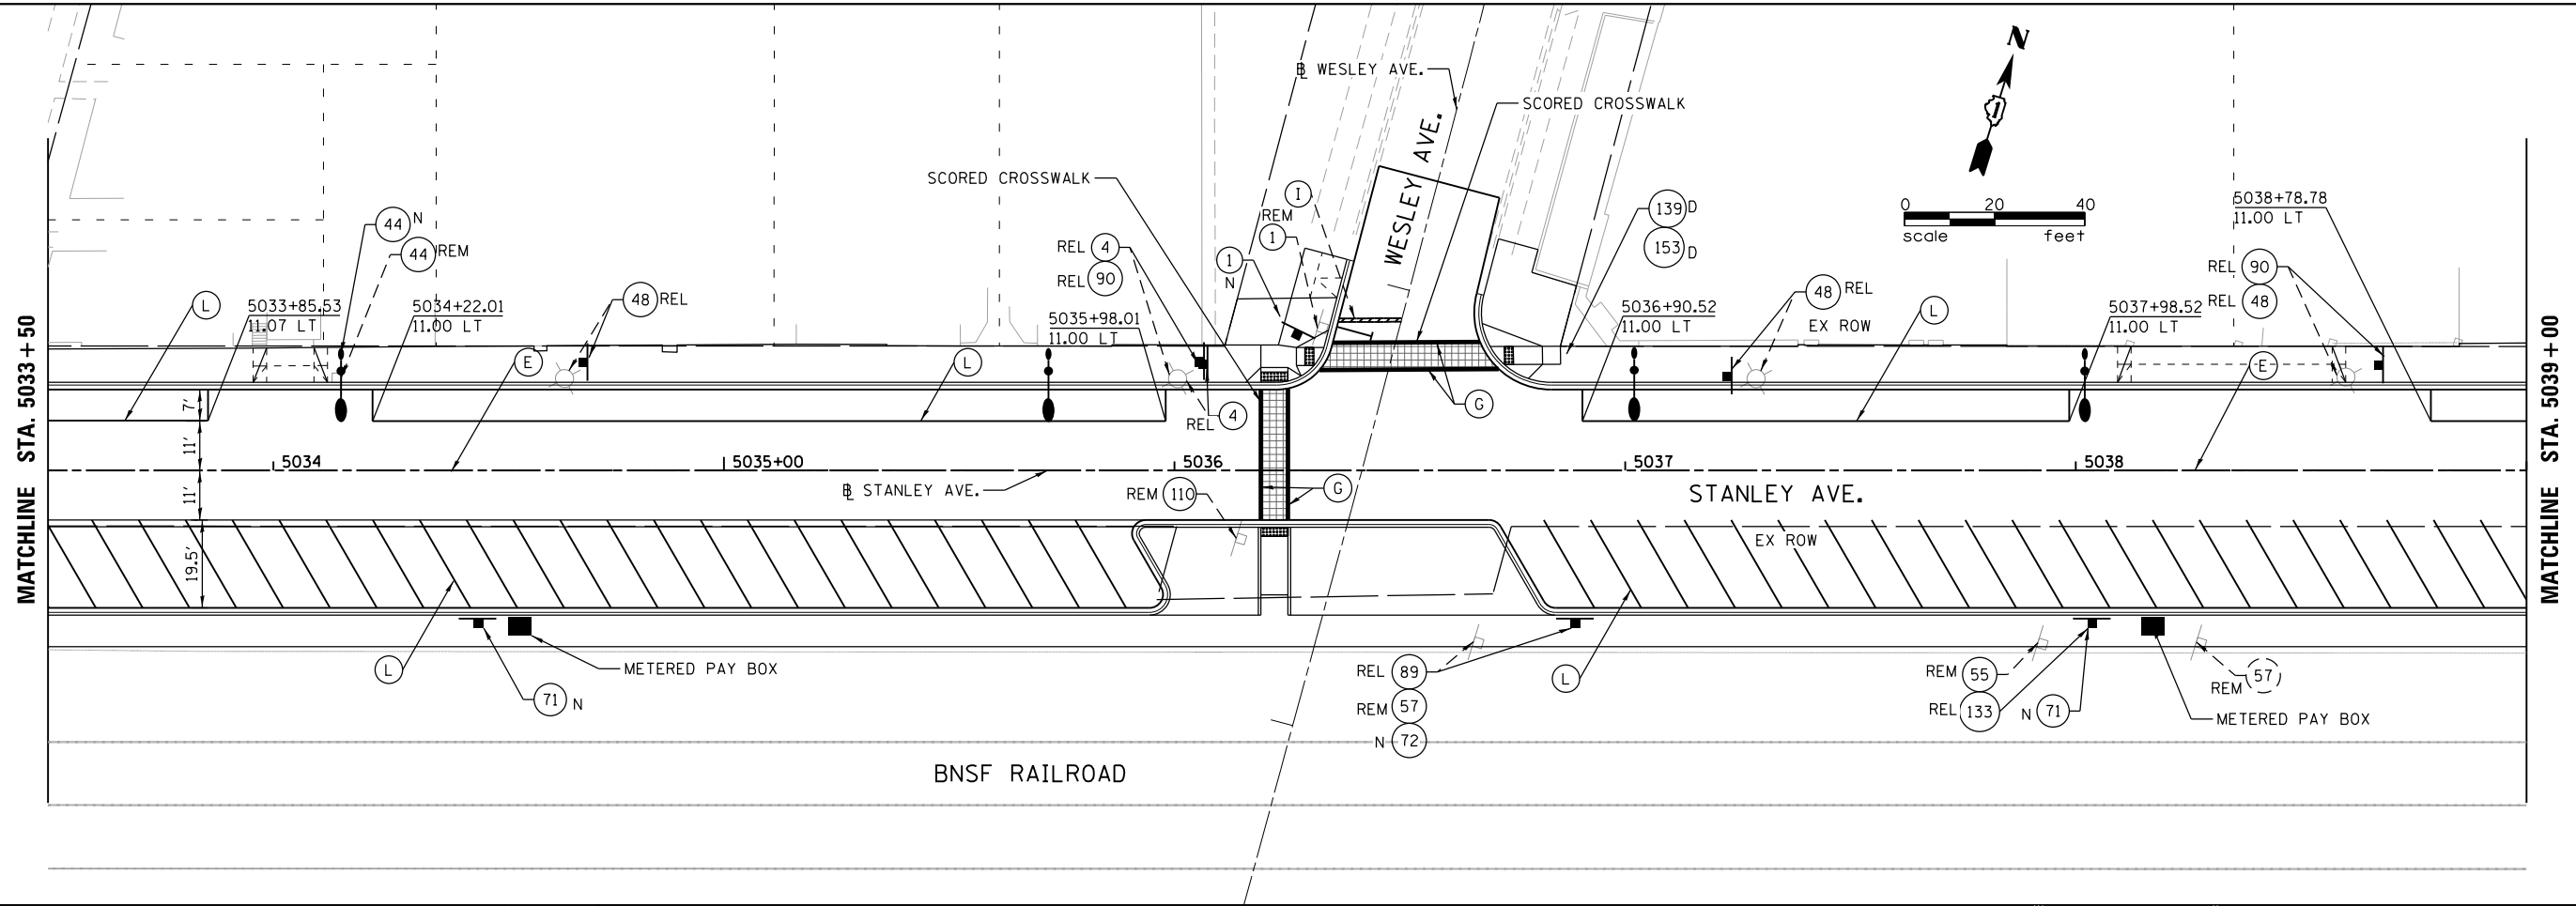 N
1
0 20 40
scale feet
℄ WESLEY AVE.
SCORED CROSSWALK
WESLEY AVE.
WESLEY AVE.
SCORED CROSSWALK
I
REM
1
1
N
139 D
153 D
44 N
44 REM
REL 4
REL 90
48 REL
48 REL
5038+78.78
11.00 LT
REL 90
REL 48
L
5033+85.53
11.07 LT
5034+22.01
11.00 LT
5035+98.01
11.00 LT
5036+90.52
11.00 LT
EX ROW
L
5037+98.52
11.00 LT
E
L
E
REL 4
G
7'
11'
11'
19.5'
5034
5035+00
5036
5037
5038
℄ STANLEY AVE.
REM 110
G
STANLEY AVE.
EX ROW
MATCHLINE STA. 5033+50
MATCHLINE STA. 5039+00
L
METERED PAY BOX
71 N
REL 89
REM 57
N 72
L
REM 55
REL 133
N 71
REM 57
METERED PAY BOX
BNSF RAILROAD